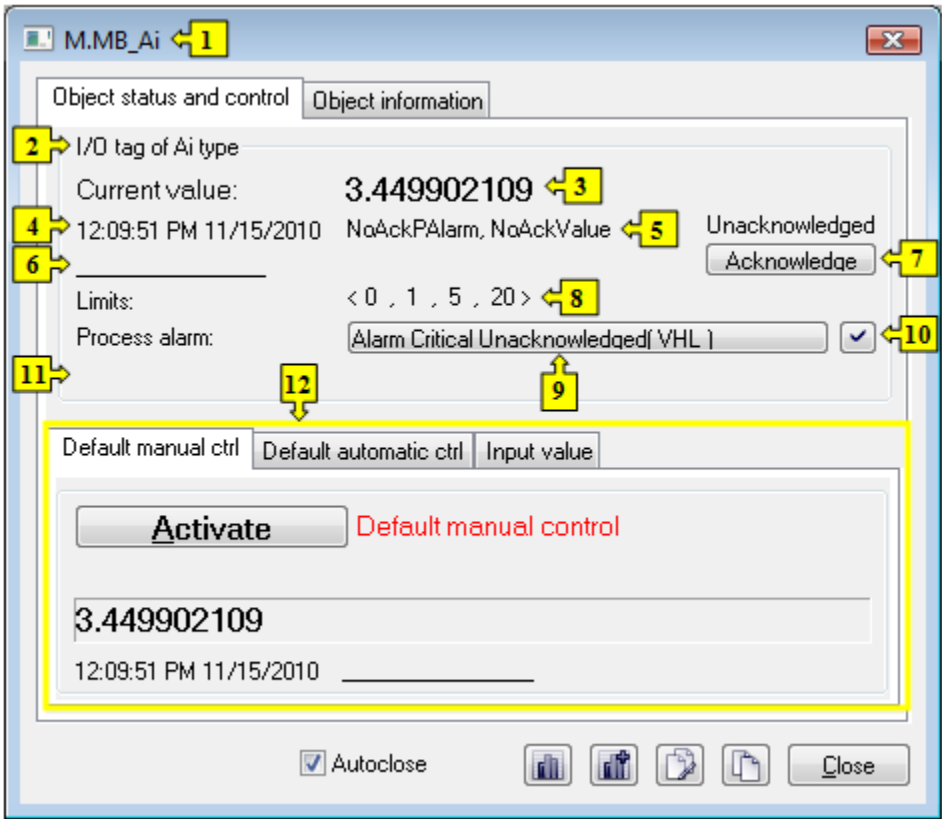 M.MB_Ai 1
Object status and control Object information
2 I/O tag of Ai type
Current value: 3.449902109 3
4 12:09:51 PM 11/15/2010 NoAckPAlarm, NoAckValue 5 Unacknowledged
6 Acknowledge 7
Limits: < 0 , 1 , 5 , 20 > 8
Process alarm: Alarm Critical Unacknowledged( VHL ) 10
11 12 9
Default manual ctrl Default automatic ctrl Input value
Activate Default manual control
3.449902109
12:09:51 PM 11/15/2010
Autoclose Close